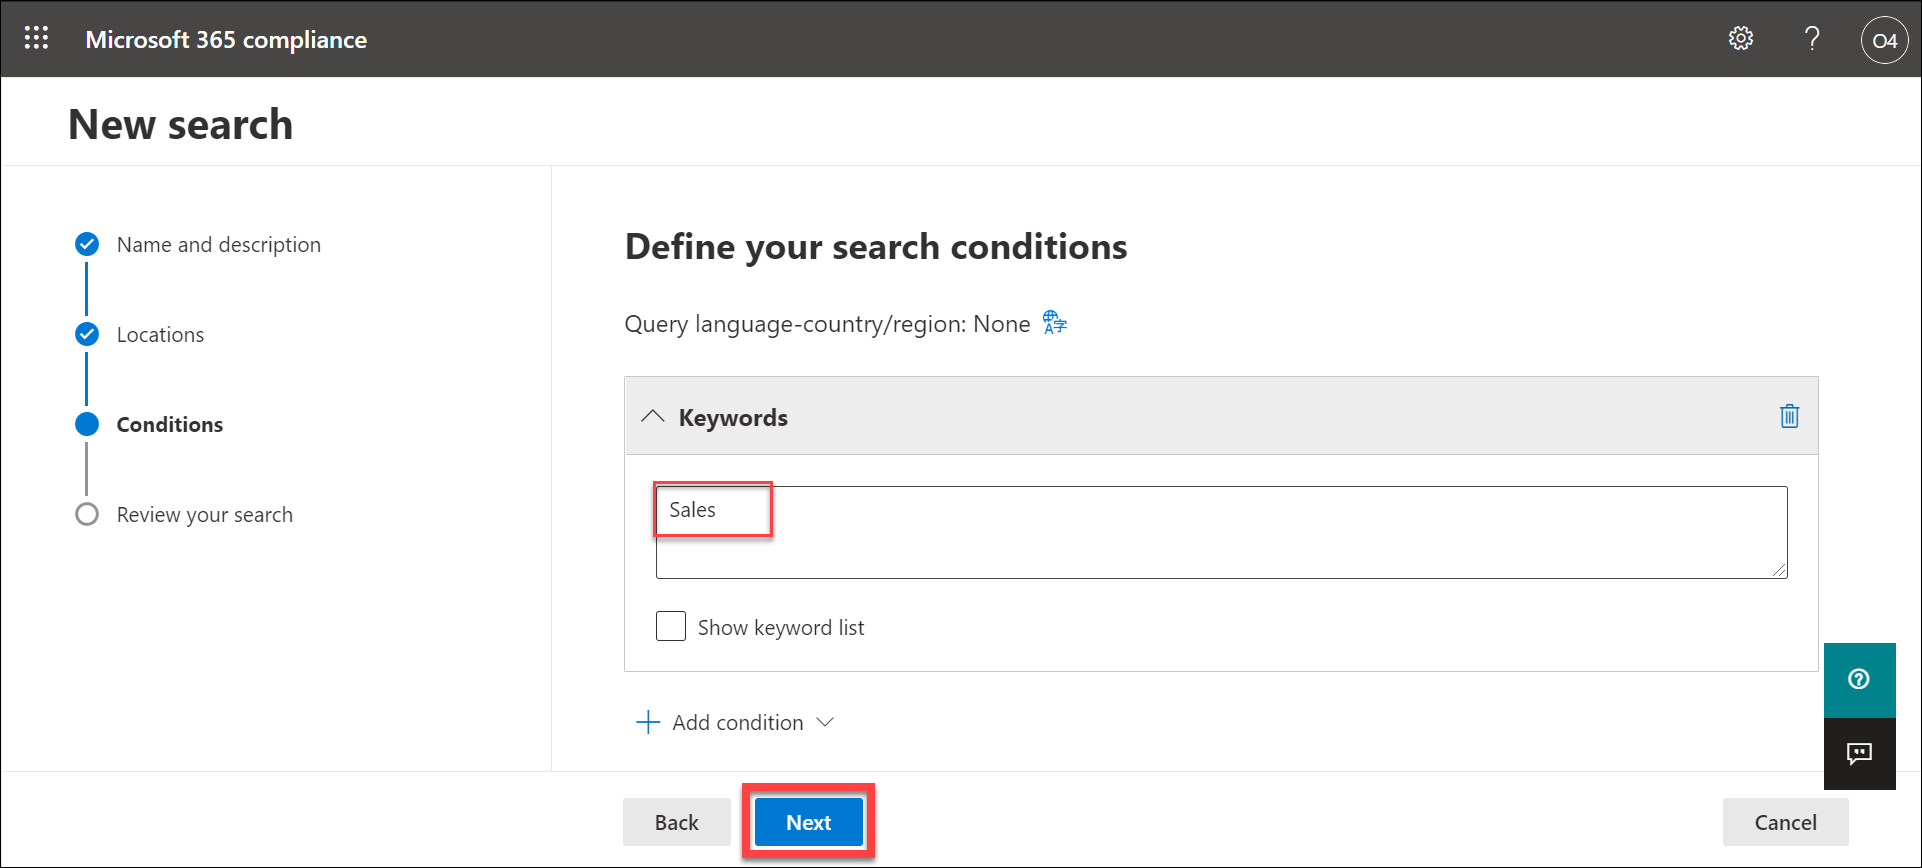 Microsoft 365 compliance
?
O4
New search
Name and description
Locations
Conditions
Review your search
Define your search conditions
Query language-country/region: None
Keywords
Sales
Show keyword list
Add condition
Back
Next
Cancel